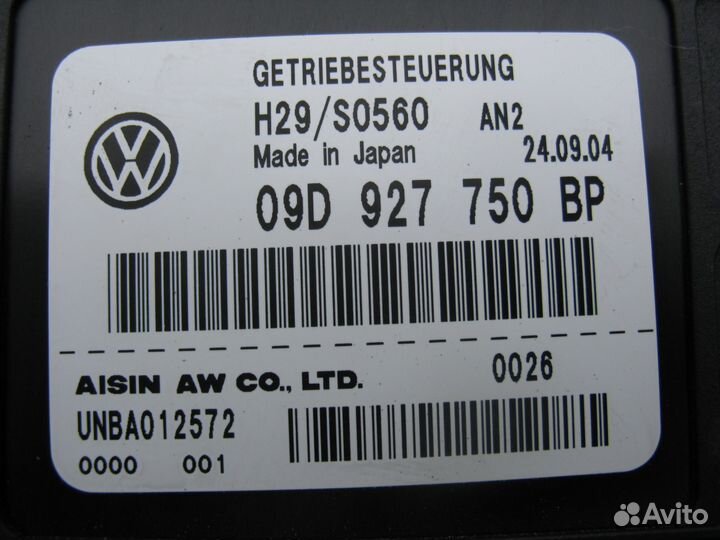 GETRIEBESTEUERUNG
H29/S0560 AN2
Made in Japan 24.09.04
09D 927 750 BP
AISIN AW CO., LTD. 0026
UNBA012572
0000 001
Avito